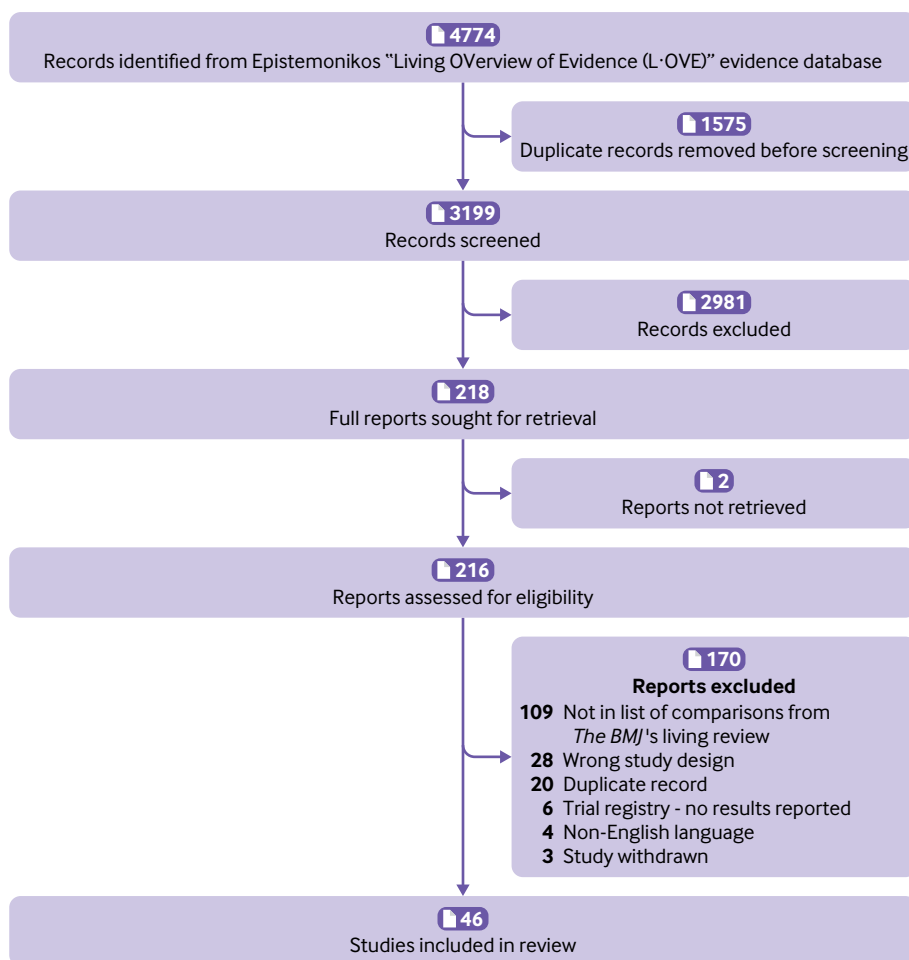 4774
Records identified from Epistemonikos “Living OVerview of Evidence (L·OVE)” evidence database
1575
Duplicate records removed before screening
3199
Records screened
2981
Records excluded
218
Full reports sought for retrieval
2
Reports not retrieved
216
Reports assessed for eligibility
170
Reports excluded
109 Not in list of comparisons from
The BMJ's living review
28 Wrong study design
20 Duplicate record
6 Trial registry - no results reported
4 Non-English language
3 Study withdrawn
46
Studies included in review